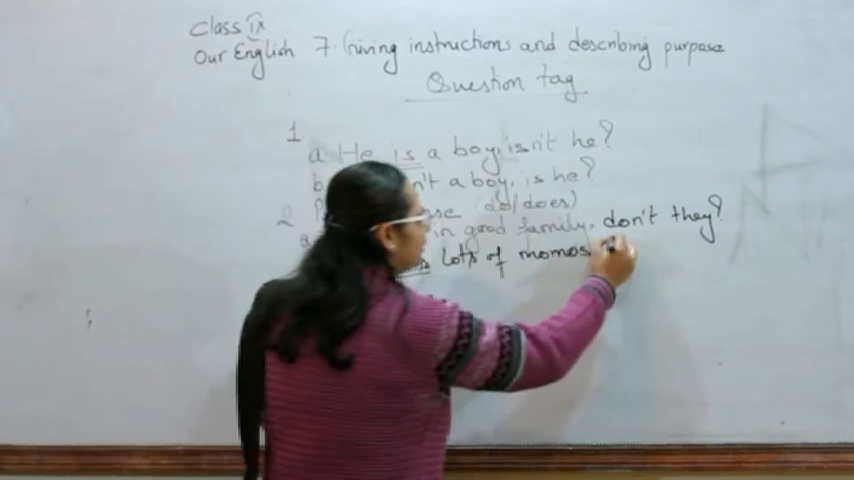 Class IX
Our English 7. Giving instructions and describing purpose
Question tag
1.
a. He is a boy, isn't he?
b n't a boy, is he?
2 P se (do/does)
a in good family, don't they?
lots of momos